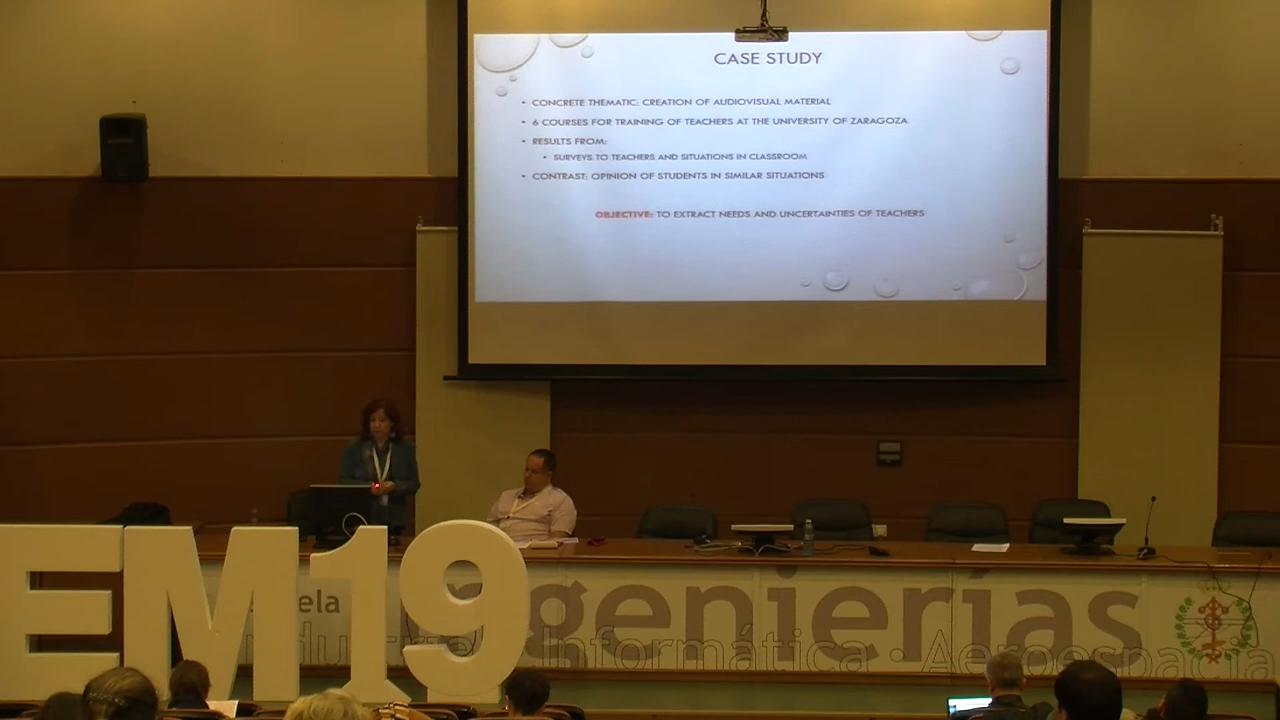 CASE STUDY
• CONCRETE THEMATIC: CREATION OF AUDIOVISUAL MATERIAL
• 6 COURSES FOR TRAINING OF TEACHERS AT THE UNIVERSITY OF ZARAGOZA
• RESULTS FROM:
• SURVEYS TO TEACHERS AND SITUATIONS IN CLASSROOM
• CONTRAST: OPINION OF STUDENTS IN SIMILAR SITUATIONS
OBJECTIVE: TO EXTRACT NEEDS AND UNCERTAINTIES OF TEACHERS
EM19
genierías
Informática · Aeroespacia